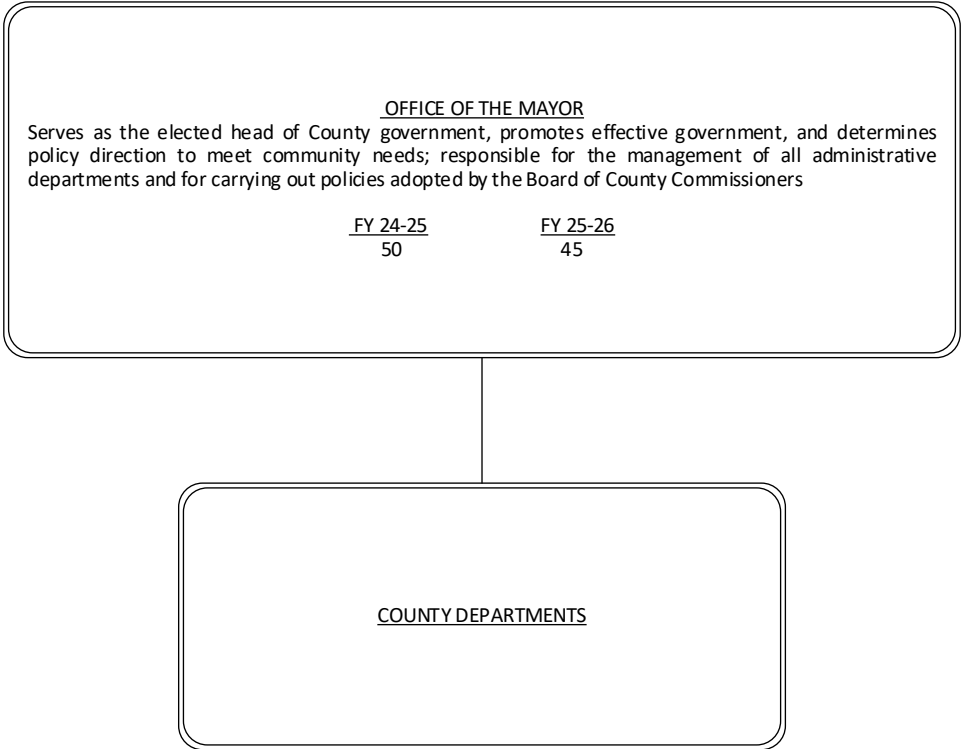 OFFICE OF THE MAYOR
Serves as the elected head of County government, promotes effective government, and determines
policy direction to meet community needs; responsible for the management of all administrative
departments and for carrying out policies adopted by the Board of County Commissioners
FY 24-25 FY 25-26
50 45
COUNTY DEPARTMENTS